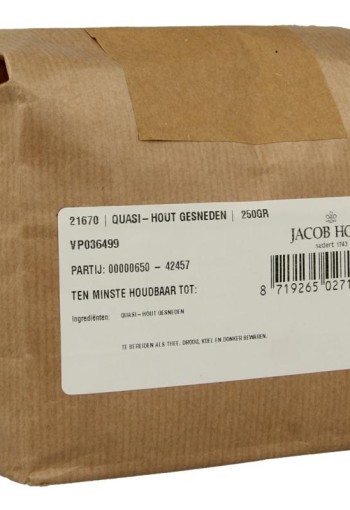 21670 | QUASI-HOUT GESNEDEN | 250GR
VP036499
PARTIJ: 00000650 - 42457
TEN MINSTE HOUDBAAR TOT:
Ingrediënten: QUASI-HOUT GESNEDEN
TE BEREIDEN ALS THEE. DROOG, KOEL EN DONKER BEWAREN.
JACOB HO
sedert 1743
8 719265 0271